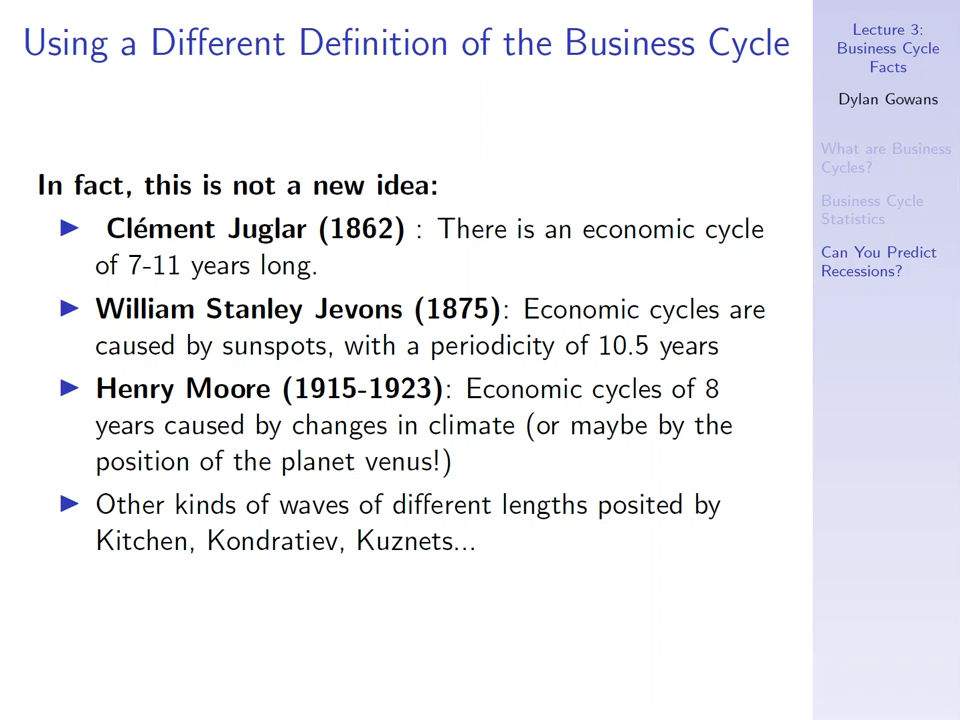 Using a Different Definition of the Business Cycle
In fact, this is not a new idea:
Clément Juglar (1862) : There is an economic cycle
of 7-11 years long.
William Stanley Jevons (1875): Economic cycles are
caused by sunspots, with a periodicity of 10.5 years
Henry Moore (1915-1923): Economic cycles of 8
years caused by changes in climate (or maybe by the
position of the planet venus!)
Other kinds of waves of different lengths posited by
Kitchen, Kondratiev, Kuznets...
Lecture 3:
Business Cycle
Facts
Dylan Gowans
What are Business
Cycles?
Business Cycle
Statistics
Can You Predict
Recessions?